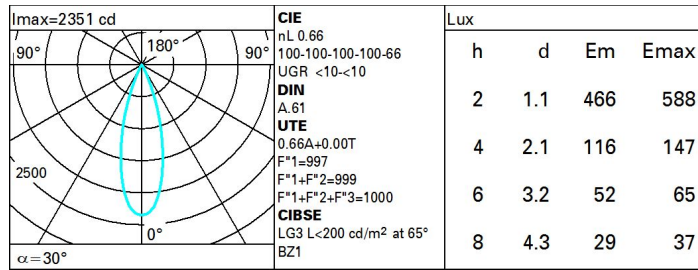 Imax=2351 cd
90° 180° 90°
2500
0°
α=30°
CIE
nL 0.66
100-100-100-100-66
UGR <10-<10
DIN
A.61
UTE
0.66A+0.00T
F"1=997
F"1+F"2=999
F"1+F"2+F"3=1000
CIBSE
LG3 L<200 cd/m² at 65°
BZ1
Lux
h d Em Emax
2 1.1 466 588
4 2.1 116 147
6 3.2 52 65
8 4.3 29 37